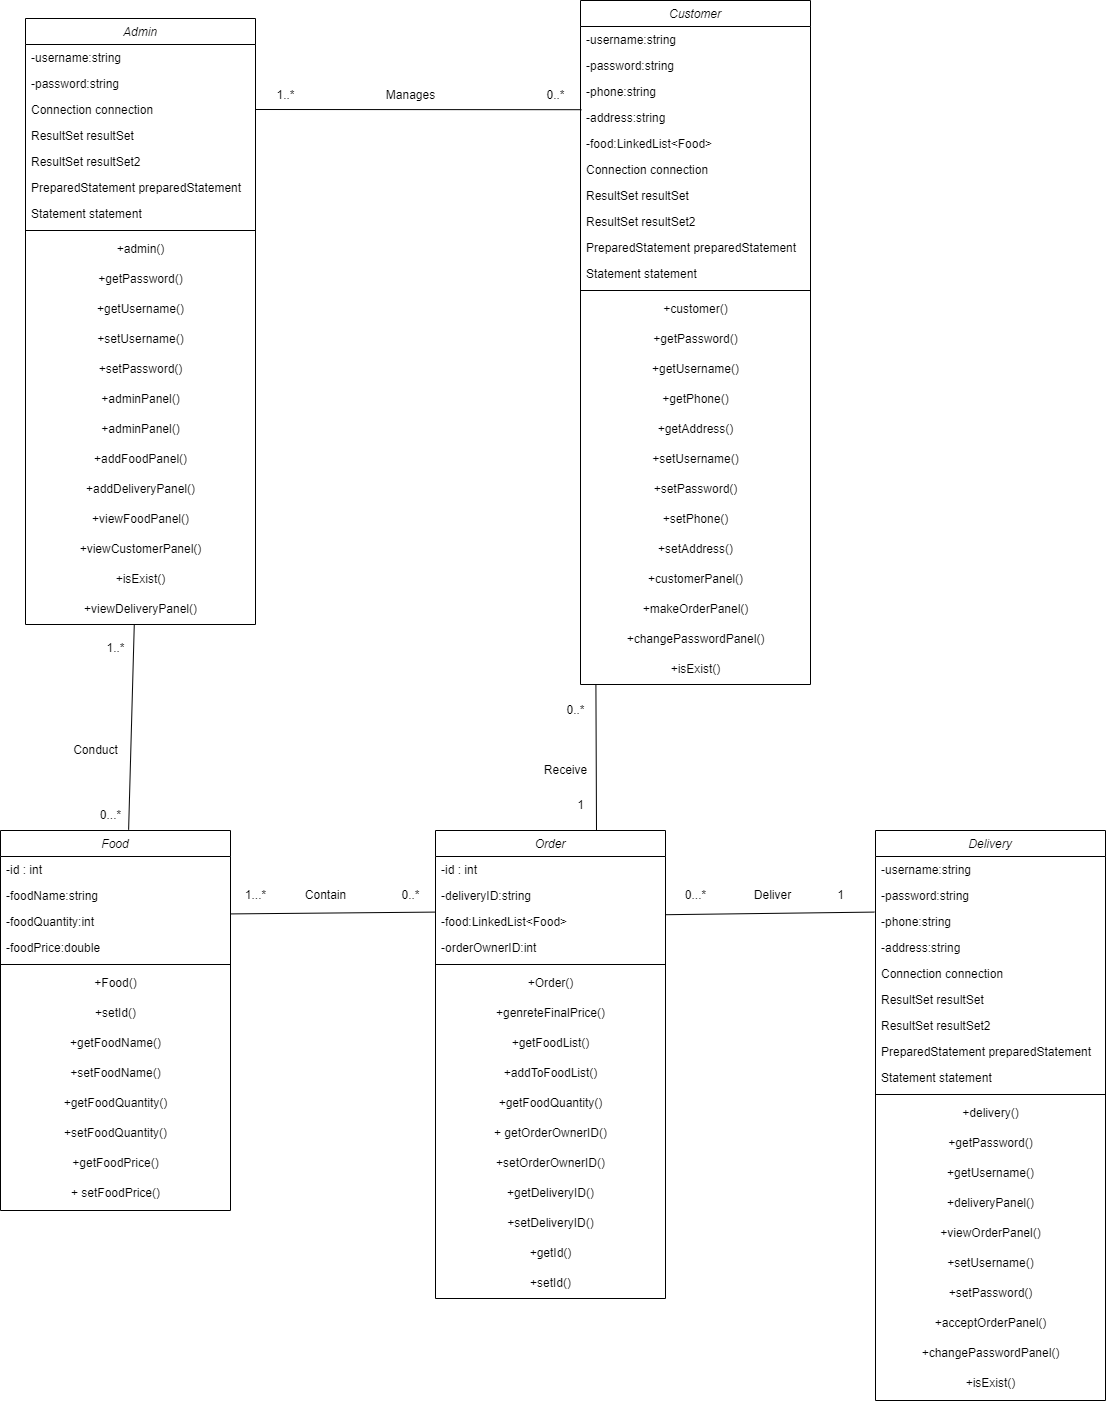 Admin
-username:string
-password:string
Connection connection
ResultSet resultSet
ResultSet resultSet2
PreparedStatement preparedStatement
Statement statement
+admin()
+getPassword()
+getUsername()
+setUsername()
+setPassword()
+adminPanel()
+adminPanel()
+addFoodPanel()
+addDeliveryPanel()
+viewFoodPanel()
+viewCustomerPanel()
+isExist()
+viewDeliveryPanel()
1..*
Manages
0..*
Customer
-username:string
-password:string
-phone:string
-address:string
-food:LinkedList<Food>
Connection connection
ResultSet resultSet
ResultSet resultSet2
PreparedStatement preparedStatement
Statement statement
+customer()
+getPassword()
+getUsername()
+getPhone()
+getAddress()
+setUsername()
+setPassword()
+setPhone()
+setAddress()
+customerPanel()
+makeOrderPanel()
+changePasswordPanel()
+isExist()
1..*
Conduct
0...*
0..*
Receive
1
Food
-id : int
-foodName:string
-foodQuantity:int
-foodPrice:double
+Food()
+setId()
+getFoodName()
+setFoodName()
+getFoodQuantity()
+setFoodQuantity()
+getFoodPrice()
+ setFoodPrice()
1...*
Contain
0..*
Order
-id : int
-deliveryID:string
-food:LinkedList<Food>
-orderOwnerID:int
+Order()
+genreteFinalPrice()
+getFoodList()
+addToFoodList()
+getFoodQuantity()
+ getOrderOwnerID()
+setOrderOwnerID()
+getDeliveryID()
+setDeliveryID()
+getId()
+setId()
0...*
Deliver
1
Delivery
-username:string
-password:string
-phone:string
-address:string
Connection connection
ResultSet resultSet
ResultSet resultSet2
PreparedStatement preparedStatement
Statement statement
+delivery()
+getPassword()
+getUsername()
+deliveryPanel()
+viewOrderPanel()
+setUsername()
+setPassword()
+acceptOrderPanel()
+changePasswordPanel()
+isExist()